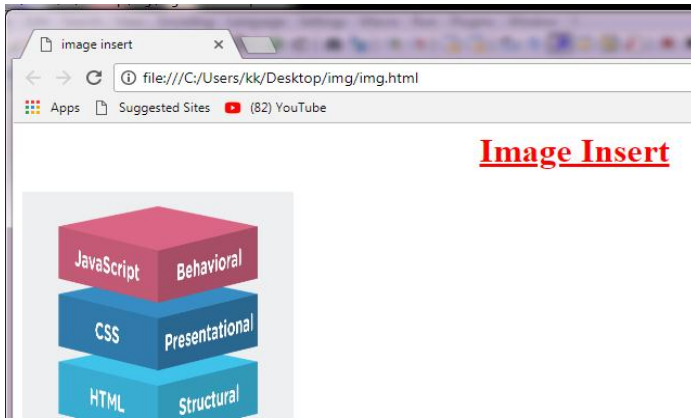 image insert
file:///C:/Users/kk/Desktop/img/img.html
Apps Suggested Sites (82) YouTube
Image Insert
JavaScript Behavioral
CSS Presentational
HTML Structural